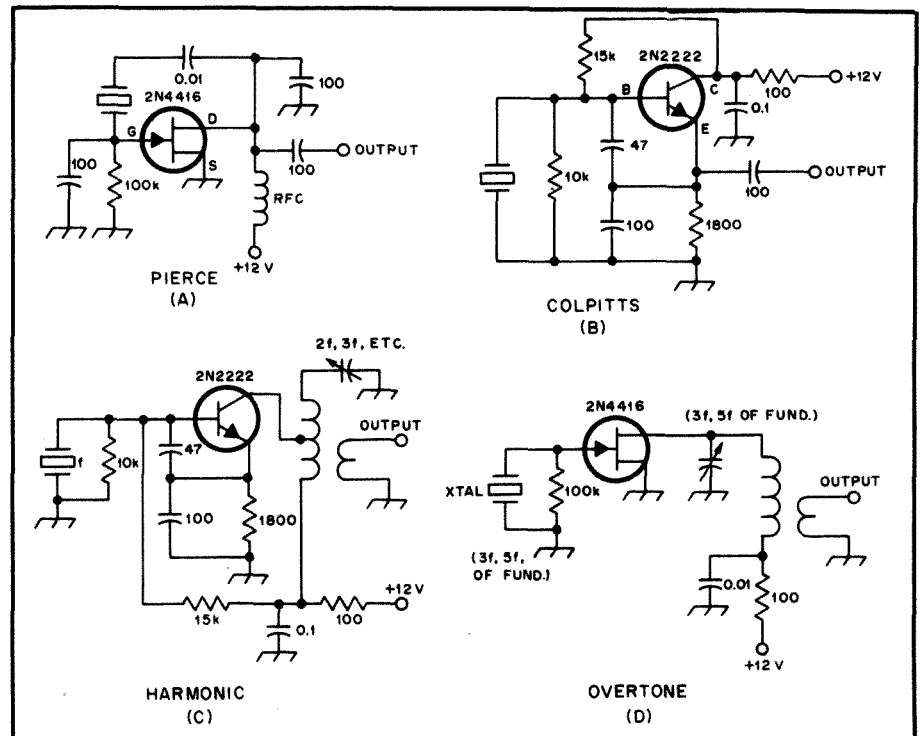 0.01
100
2N4416
G
D
S
100
100k
100
OUTPUT
RFC
+12 V
PIERCE
(A)
15k
2N2222
B
C
E
100
+12V
0.1
47
10k
100
OUTPUT
100
1800
COLPITTS
(B)
2f, 3f, ETC.
2N2222
OUTPUT
f
10k
47
100
1800
+12V
15k
0.1
100
HARMONIC
(C)
2N4416
(3f, 5f OF FUND.)
XTAL
100k
OUTPUT
(3f, 5f,
OF FUND.)
0.01
100
+12V
OVERTONE
(D)